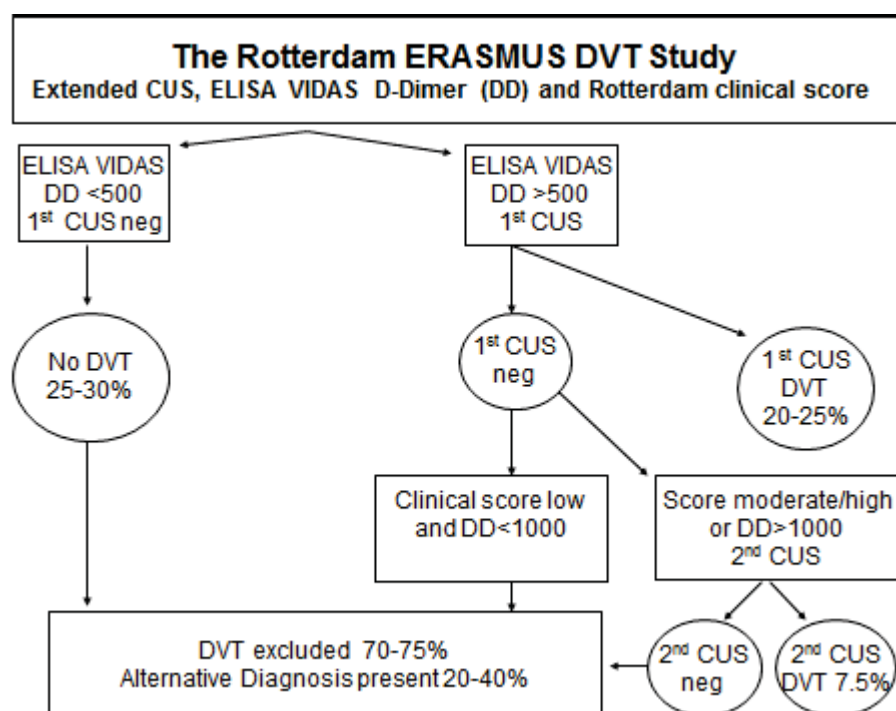 The Rotterdam ERASMUS DVT Study
Extended CUS, ELISA VIDAS D-Dimer (DD) and Rotterdam clinical score
ELISA VIDAS
DD <500
1st CUS neg
ELISA VIDAS
DD >500
1st CUS
No DVT
25-30%
1st CUS
neg
1st CUS
DVT
20-25%
Clinical score low
and DD<1000
Score moderate/high
or DD>1000
2nd CUS
DVT excluded 70-75%
Alternative Diagnosis present 20-40%
2nd CUS
neg
2nd CUS
DVT 7.5%